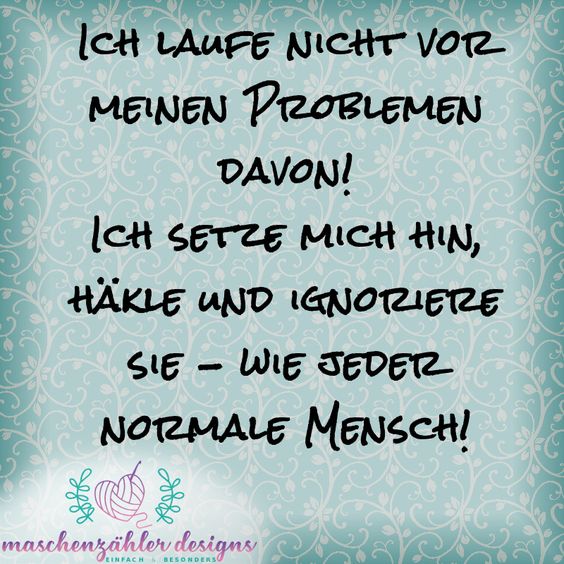 Ich laufe nicht vor
meinen Problemen
davon!
Ich setze mich hin,
häkle und ignoriere
sie – wie jeder
normale Mensch!
maschenzähler designs
EINFACH & BESONDERS